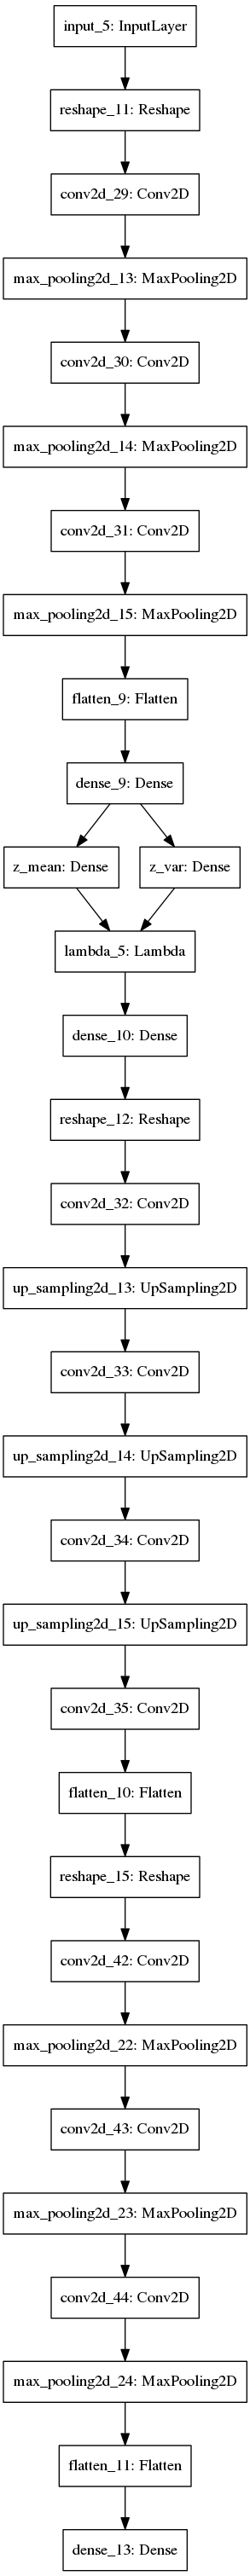 input_5: InputLayer
reshape_11: Reshape
conv2d_29: Conv2D
max_pooling2d_13: MaxPooling2D
conv2d_30: Conv2D
max_pooling2d_14: MaxPooling2D
conv2d_31: Conv2D
max_pooling2d_15: MaxPooling2D
flatten_9: Flatten
dense_9: Dense
z_mean: Dense
z_var: Dense
lambda_5: Lambda
dense_10: Dense
reshape_12: Reshape
conv2d_32: Conv2D
up_sampling2d_13: UpSampling2D
conv2d_33: Conv2D
up_sampling2d_14: UpSampling2D
conv2d_34: Conv2D
up_sampling2d_15: UpSampling2D
conv2d_35: Conv2D
flatten_10: Flatten
reshape_15: Reshape
conv2d_42: Conv2D
max_pooling2d_22: MaxPooling2D
conv2d_43: Conv2D
max_pooling2d_23: MaxPooling2D
conv2d_44: Conv2D
max_pooling2d_24: MaxPooling2D
flatten_11: Flatten
dense_13: Dense